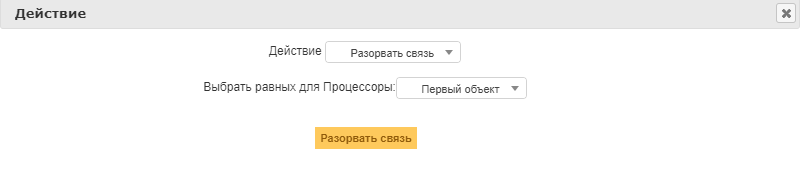 Действие
Действие Разорвать связь
Выбрать равных для Процессоры: Первый объект
Разорвать связь